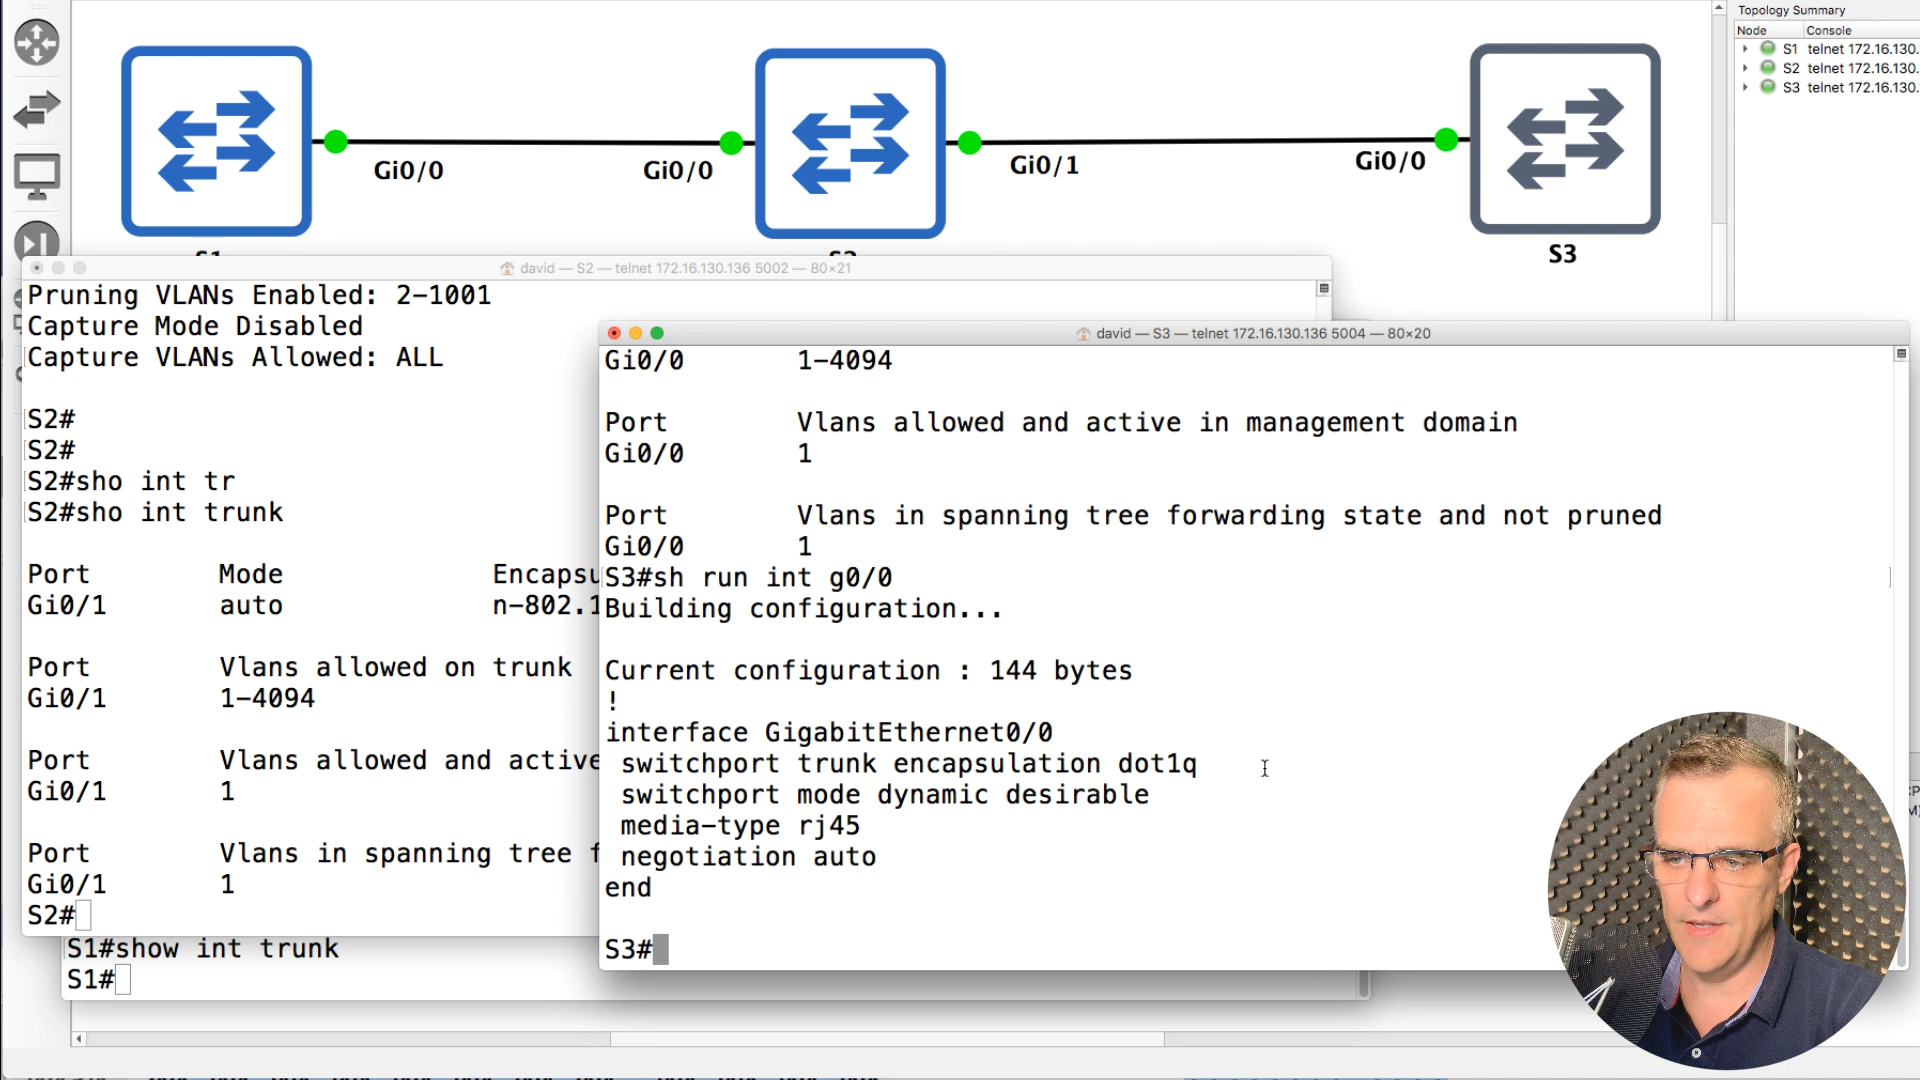 Topology Summary
Node Console
S1 telnet 172.16.130.
S2 telnet 172.16.130.
S3 telnet 172.16.130.
Gi0/0
Gi0/0
Gi0/1
Gi0/0
S3
david — S2 — telnet 172.16.130.136 5002 — 80×21
Pruning VLANs Enabled: 2-1001
Capture Mode Disabled
Capture VLANs Allowed: ALL
S2#
S2#
S2#sho int tr
S2#sho int trunk
Port Mode Encapsu
Gi0/1 auto n-802.1
Port Vlans allowed on trunk
Gi0/1 1-4094
Port Vlans allowed and active
Gi0/1 1
Port Vlans in spanning tree f
Gi0/1 1
S2#
S1#show int trunk
S1#
david — S3 — telnet 172.16.130.136 5004 — 80×20
Gi0/0 1-4094
Port Vlans allowed and active in management domain
Gi0/0 1
Port Vlans in spanning tree forwarding state and not pruned
Gi0/0 1
S3#sh run int g0/0
Building configuration...
Current configuration : 144 bytes
!
interface GigabitEthernet0/0
switchport trunk encapsulation dot1q
switchport mode dynamic desirable
media-type rj45
negotiation auto
end
S3#